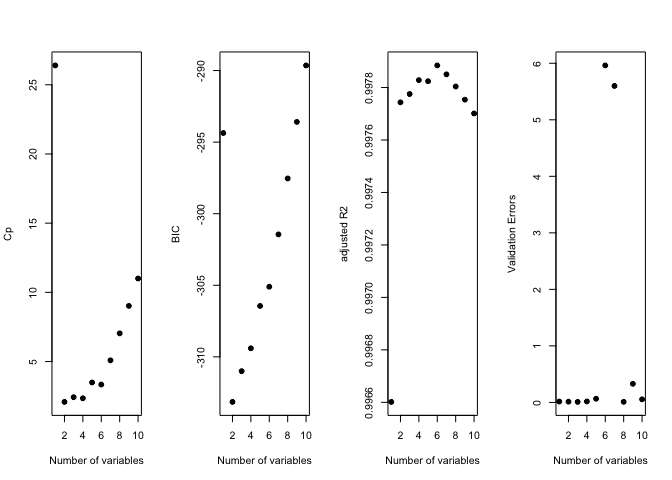 Cp
5
10
15
20
25
2 4 6 8 10
Number of variables
BIC
-310
-305
-300
-295
-290
2 4 6 8 10
Number of variables
adjusted R2
0.9966
0.9968
0.9970
0.9972
0.9974
0.9976
0.9978
2 4 6 8 10
Number of variables
Validation Errors
0
1
2
3
4
5
6
2 4 6 8 10
Number of variables